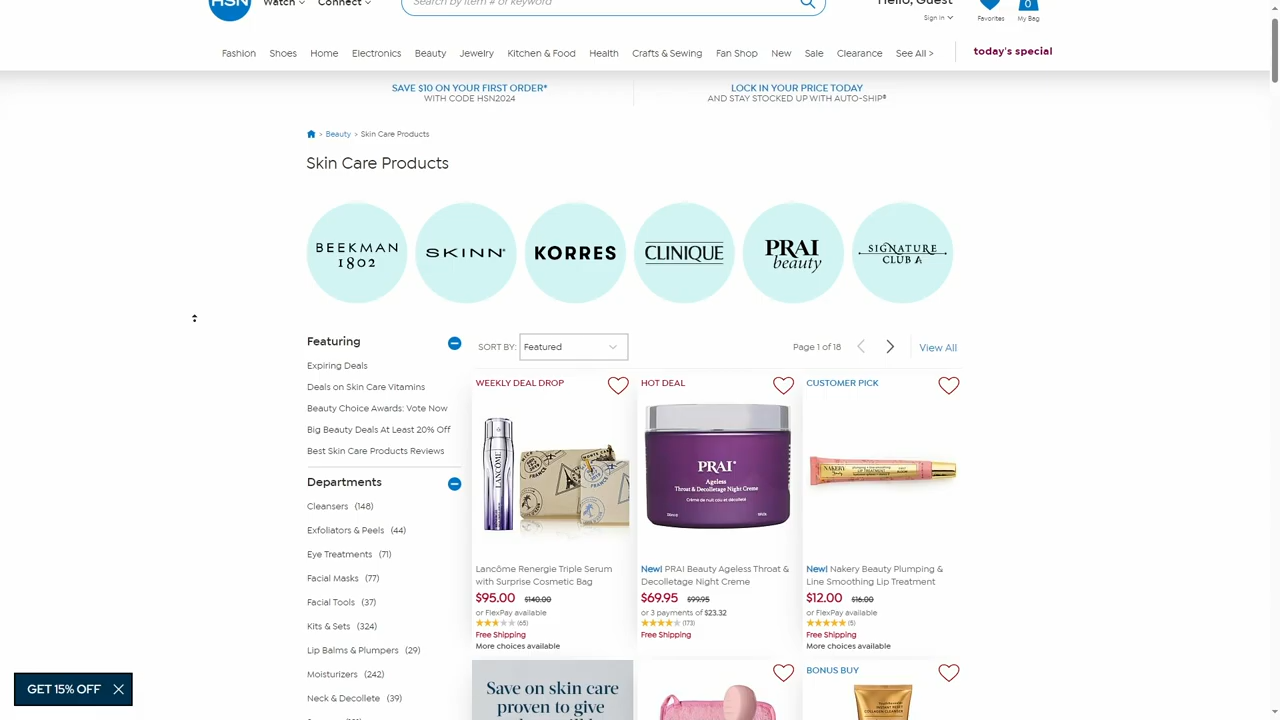 HSN
Watch
Connect
Search by item # or keyword
Hello, Guest
Sign In
Favorites
0
My Bag
Fashion Shoes Home Electronics Beauty Jewelry Kitchen & Food Health Crafts & Sewing Fan Shop New Sale Clearance See All > today's special
SAVE $10 ON YOUR FIRST ORDER*
WITH CODE HSN2024
LOCK IN YOUR PRICE TODAY
AND STAY STOCKED UP WITH AUTO-SHIP®
> Beauty > Skin Care Products
Skin Care Products
BEEKMAN
1802
SKINN®
KORRES
CLINIQUE
PRAI
beauty
SIGNATURE
CLUB A
Featuring
Expiring Deals
Deals on Skin Care Vitamins
Beauty Choice Awards: Vote Now
Big Beauty Deals At Least 20% Off
Best Skin Care Products Reviews
Departments
Cleansers (148)
Exfoliators & Peels (44)
Eye Treatments (71)
Facial Masks (77)
Facial Tools (37)
Kits & Sets (324)
Lip Balms & Plumpers (29)
Moisturizers (242)
Neck & Decollete (39)
SORT BY: Featured
Page 1 of 18
View All
WEEKLY DEAL DROP
LANCÔME
Lancôme Renergie Triple Serum
with Surprise Cosmetic Bag
$95.00 $140.00
or FlexPay available
(65)
Free Shipping
More choices available
HOT DEAL
PRAI®
Ageless
Throat & Decolletage Night Creme
Crème de nuit cou et décolleté
New! PRAI Beauty Ageless Throat &
Decolletage Night Creme
$69.95 $99.95
or 3 payments of $23.32
(173)
Free Shipping
CUSTOMER PICK
NAKERY
LIP TREATMENT
New! Nakery Beauty Plumping &
Line Smoothing Lip Treatment
$12.00 $16.00
or FlexPay available
(5)
Free Shipping
More choices available
Save on skin care
proven to give
BONUS BUY
GET 15% OFF